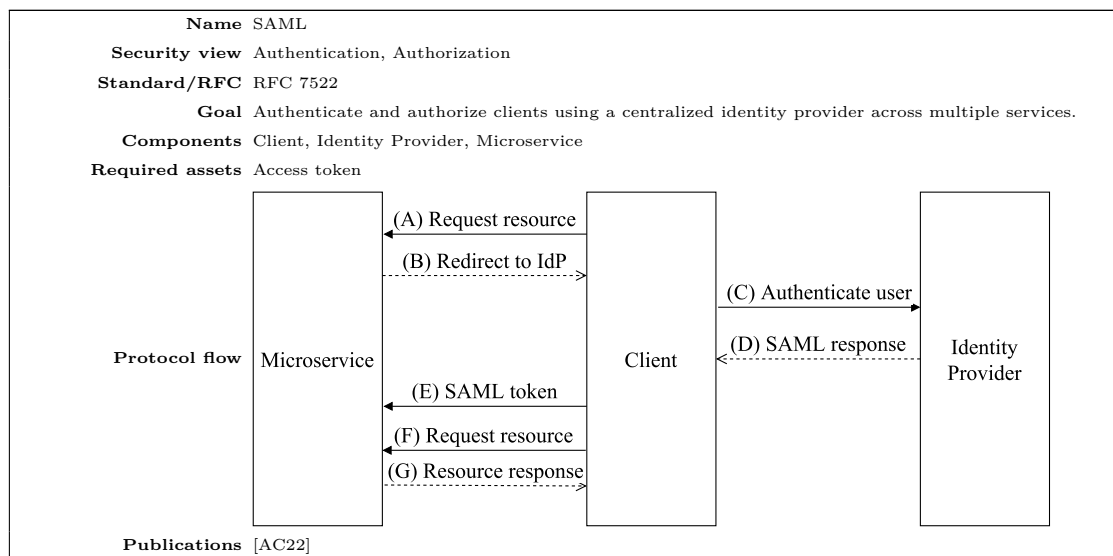 Name SAML
Security view Authentication, Authorization
Standard/RFC RFC 7522
Goal Authenticate and authorize clients using a centralized identity provider across multiple services.
Components Client, Identity Provider, Microservice
Required assets Access token
(A) Request resource
(B) Redirect to IdP
(C) Authenticate user
(D) SAML response
Protocol flow
Microservice
Client
Identity
Provider
(E) SAML token
(F) Request resource
(G) Resource response
Publications [AC22]